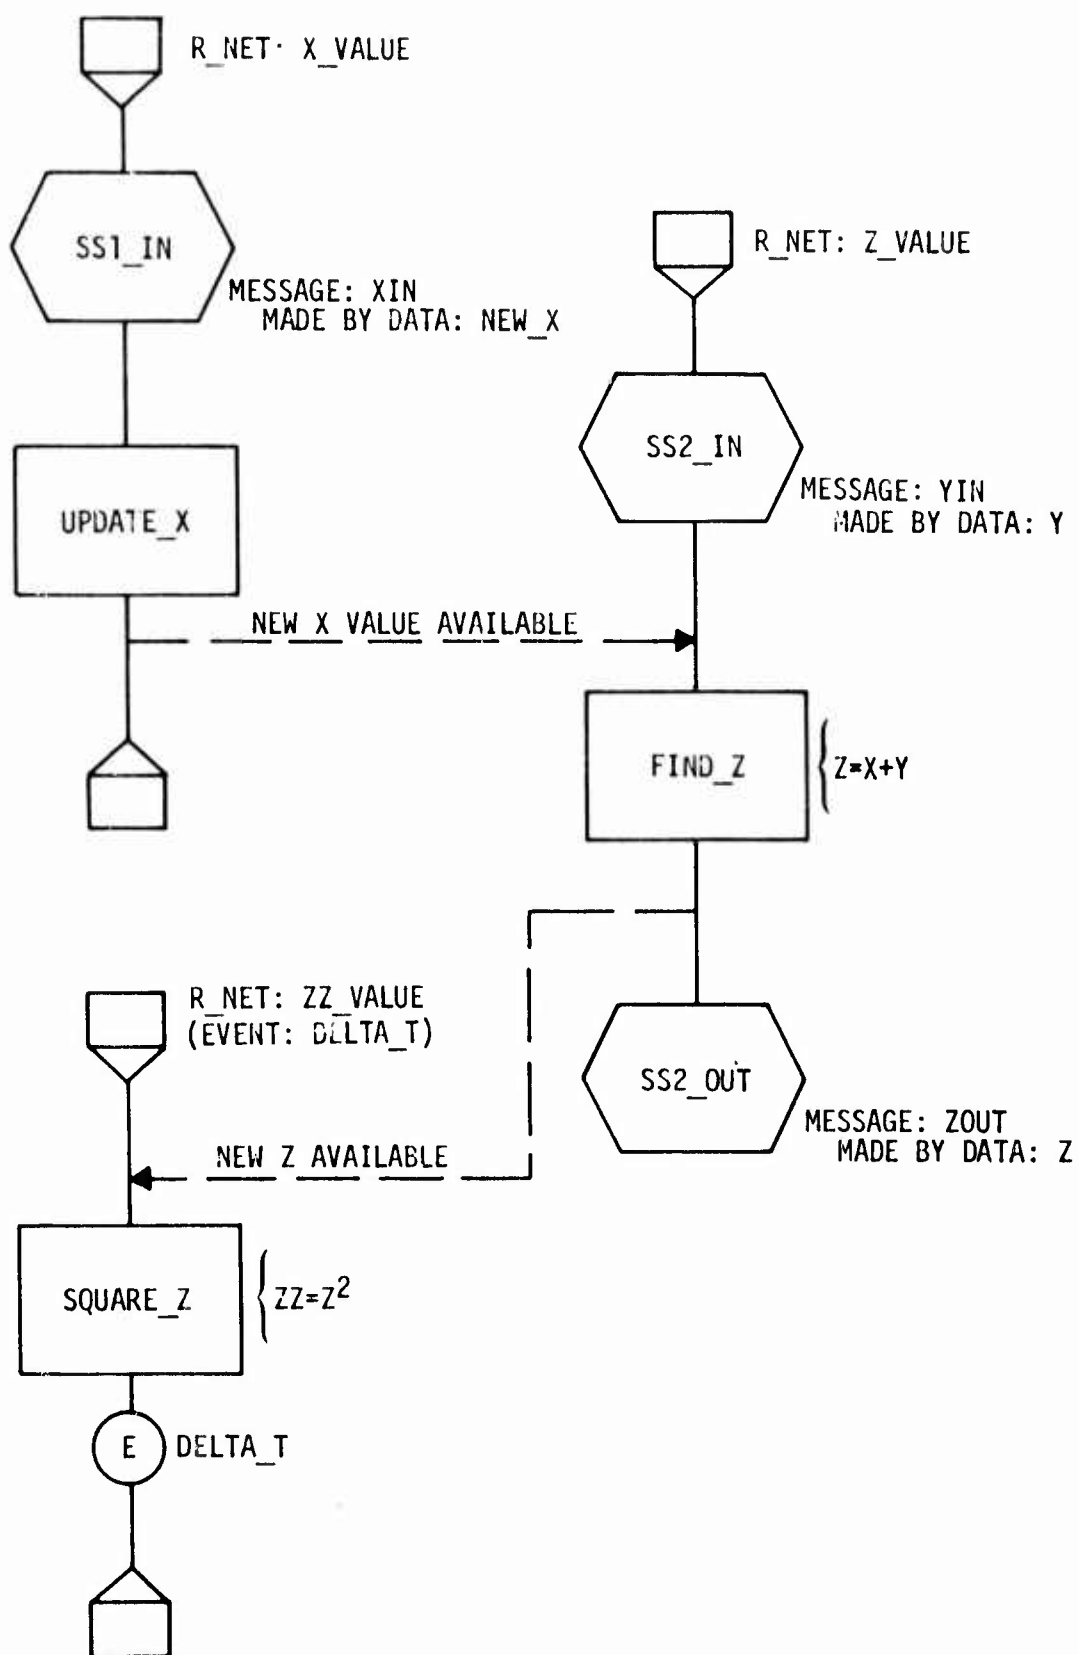 R_NET: X_VALUE
SS1_IN
MESSAGE: XIN
MADE BY DATA: NEW_X
UPDATE_X
NEW X VALUE AVAILABLE
R_NET: Z_VALUE
SS2_IN
MESSAGE: YIN
MADE BY DATA: Y
FIND_Z
Z=X+Y
SS2_OUT
MESSAGE: ZOUT
MADE BY DATA: Z
R_NET: ZZ_VALUE
(EVENT: DELTA_T)
NEW Z AVAILABLE
SQUARE_Z
ZZ=Z²
E
DELTA_T